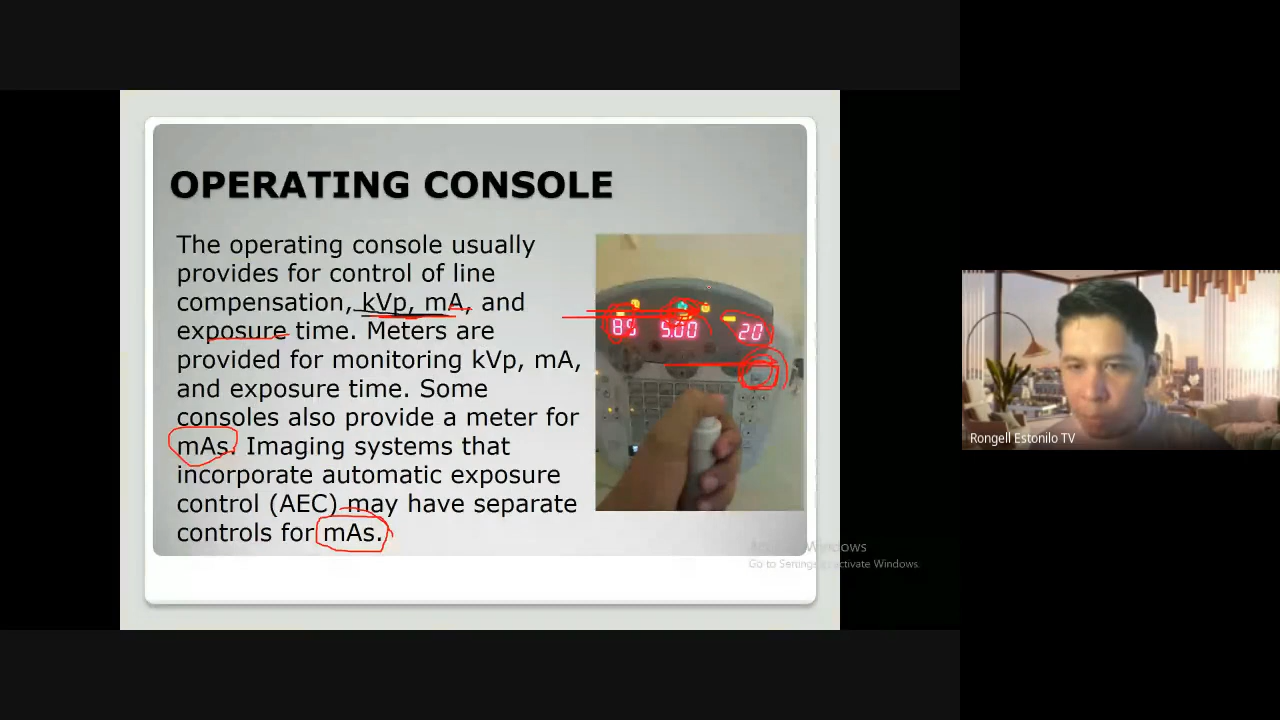 OPERATING CONSOLE
The operating console usually
provides for control of line
compensation, kVp, mA, and
exposure time. Meters are
provided for monitoring kVp, mA,
and exposure time. Some
consoles also provide a meter for
mAs. Imaging systems that
incorporate automatic exposure
control (AEC) may have separate
controls for mAs.
5.00 20
Rongell Estonilo TV
Windows
Go to Settings to activate Windows.